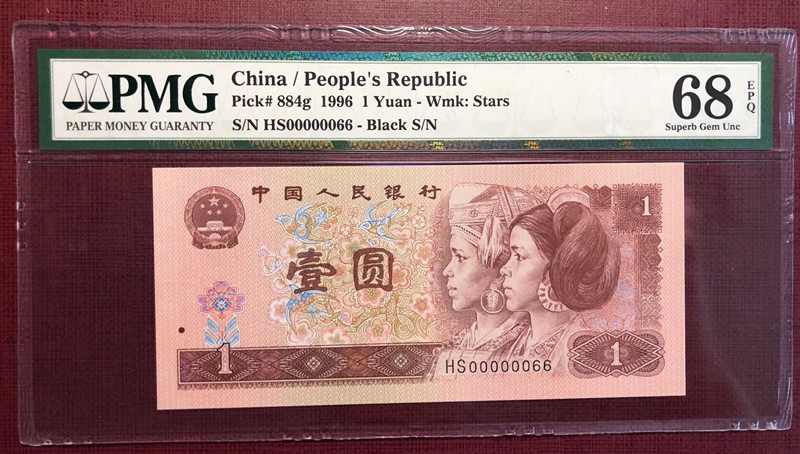 PMG
PAPER MONEY GUARANTY
China / People's Republic
Pick# 884g 1996 1 Yuan - Wmk: Stars
S/N HS00000066 - Black S/N
68
EPQ
Superb Gem Unc
中国人民银行
1
壹圆
1
HS00000066
1